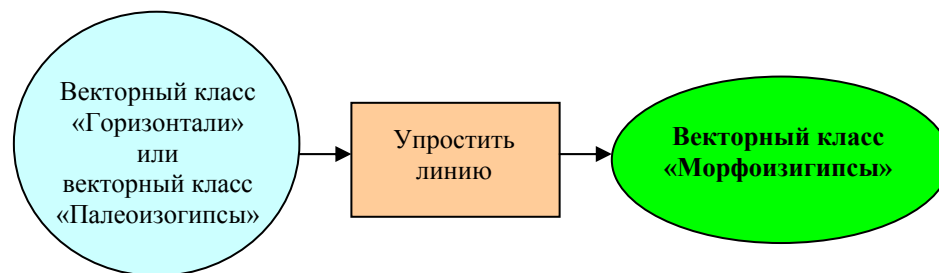 Векторный класс
«Горизонтали»
или
векторный класс
«Палеоизогипсы»
Упростить
линию
Векторный класс
«Морфоизигипсы»